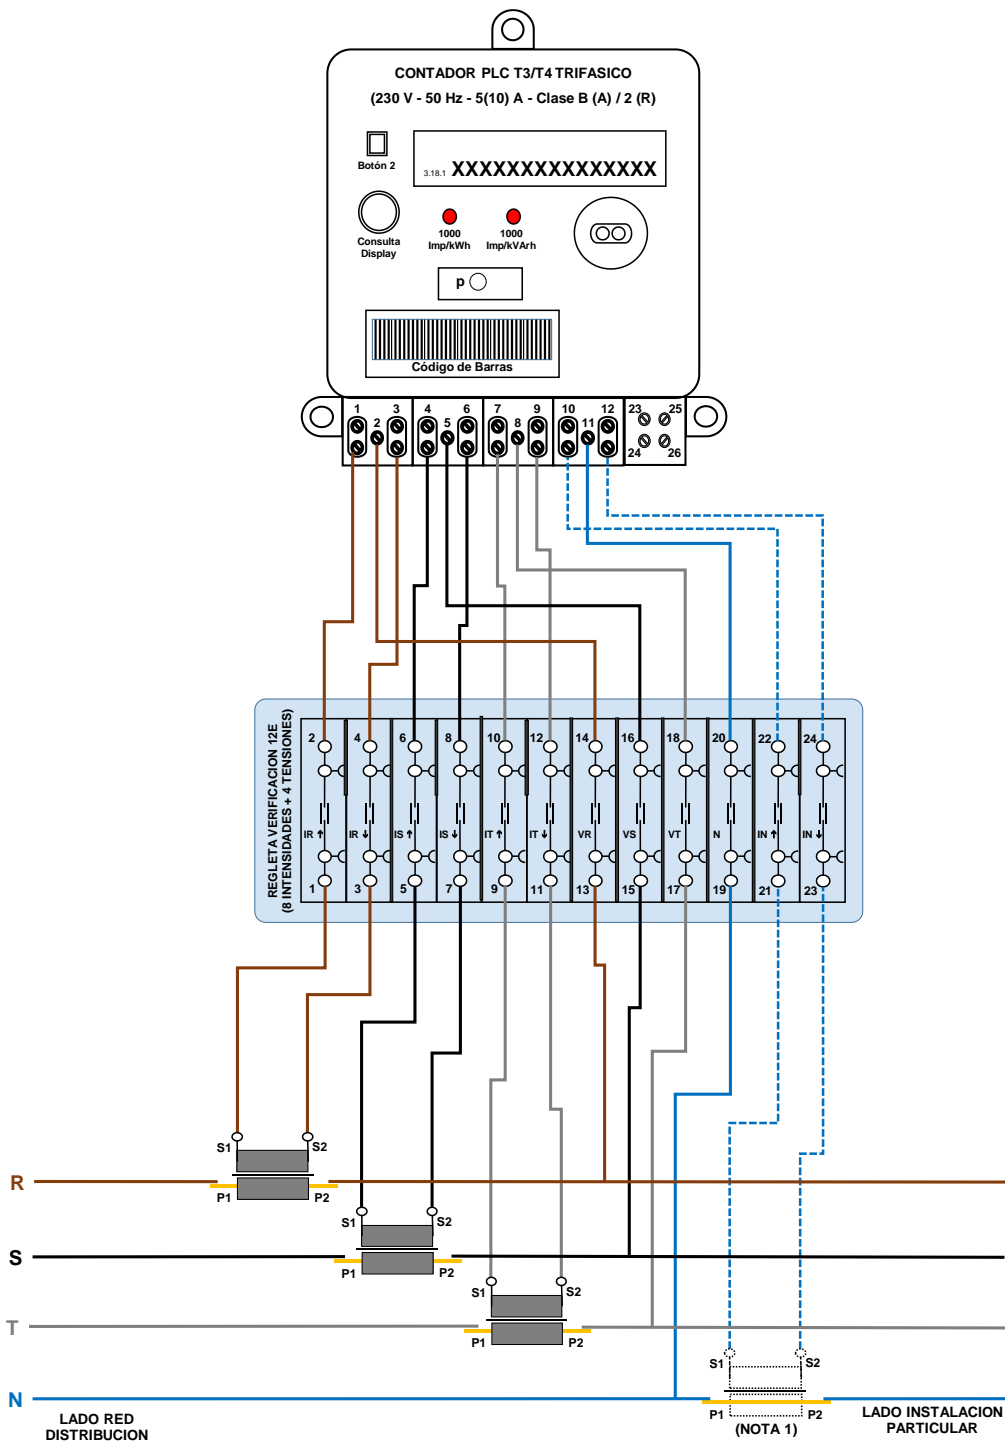 CONTADOR PLC T3/T4 TRIFASICO
(230 V - 50 Hz - 5(10) A - Clase B (A) / 2 (R)
Botón 2
3.18.1 XXXXXXXXXXXXXXX
Consulta
Display
1000
Imp/kWh
1000
Imp/kVArh
p
Código de Barras
1 2 3 4 5 6 7 8 9 10 11 12 23 25
24 26
REGLETA VERIFICACION 12E
(8 INTENSIDADES + 4 TENSIONES)
2 4 6 8 10 12 14 16 18 20 22 24
IR ↑ IR ↓ IS ↑ IS ↓ IT ↑ IT ↓ VR VS VT N IN ↑ IN ↓
1 3 5 7 9 11 13 15 17 19 21 23
S1 S2
R
P1 P2
S1 S2
S
P1 P2
S1 S2
T
P1 P2
S1 S2
N
P1 P2
(NOTA 1)
LADO RED
DISTRIBUCION
LADO INSTALACION
PARTICULAR